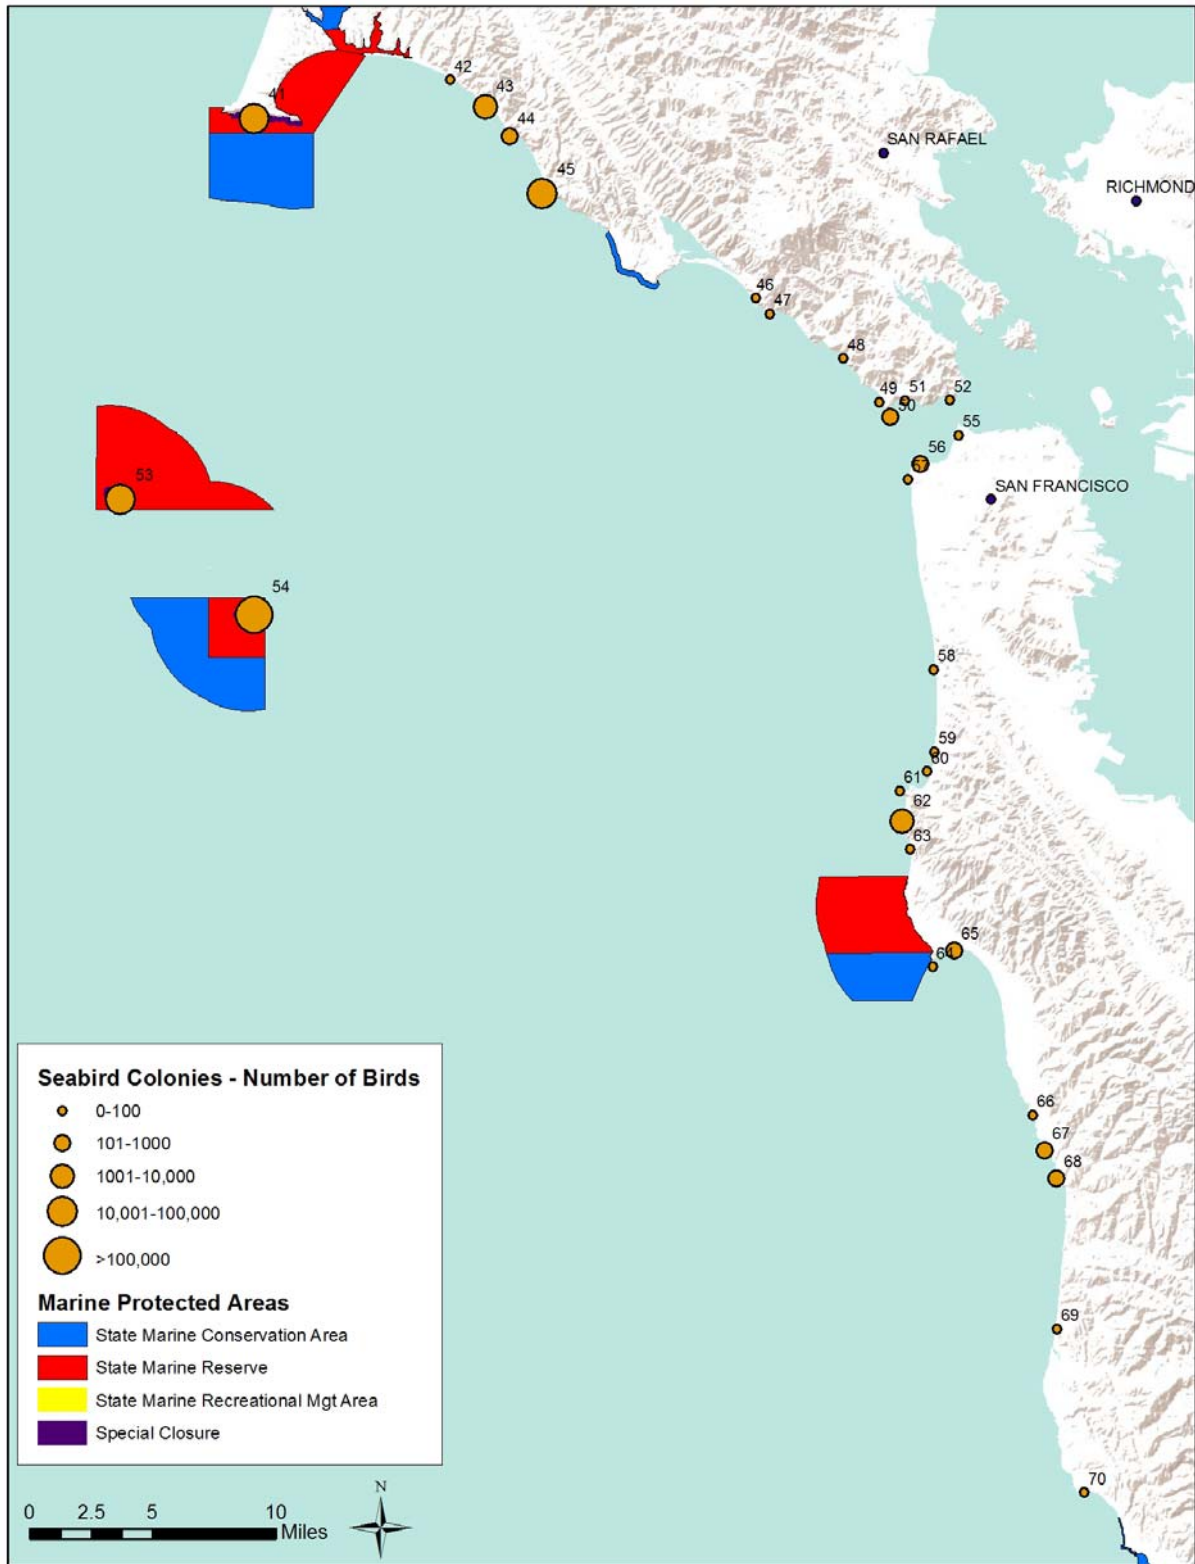 42
43
41
44
SAN RAFAEL
45
RICHMOND
46
47
48
49
51
52
50
55
56
57
53
SAN FRANCISCO
54
58
59
60
61
62
63
65
64
66
67
68
69
70
Seabird Colonies - Number of Birds
0-100
101-1000
1001-10,000
10,001-100,000
>100,000
Marine Protected Areas
State Marine Conservation Area
State Marine Reserve
State Marine Recreational Mgt Area
Special Closure
N
0 2.5 5 10
Miles